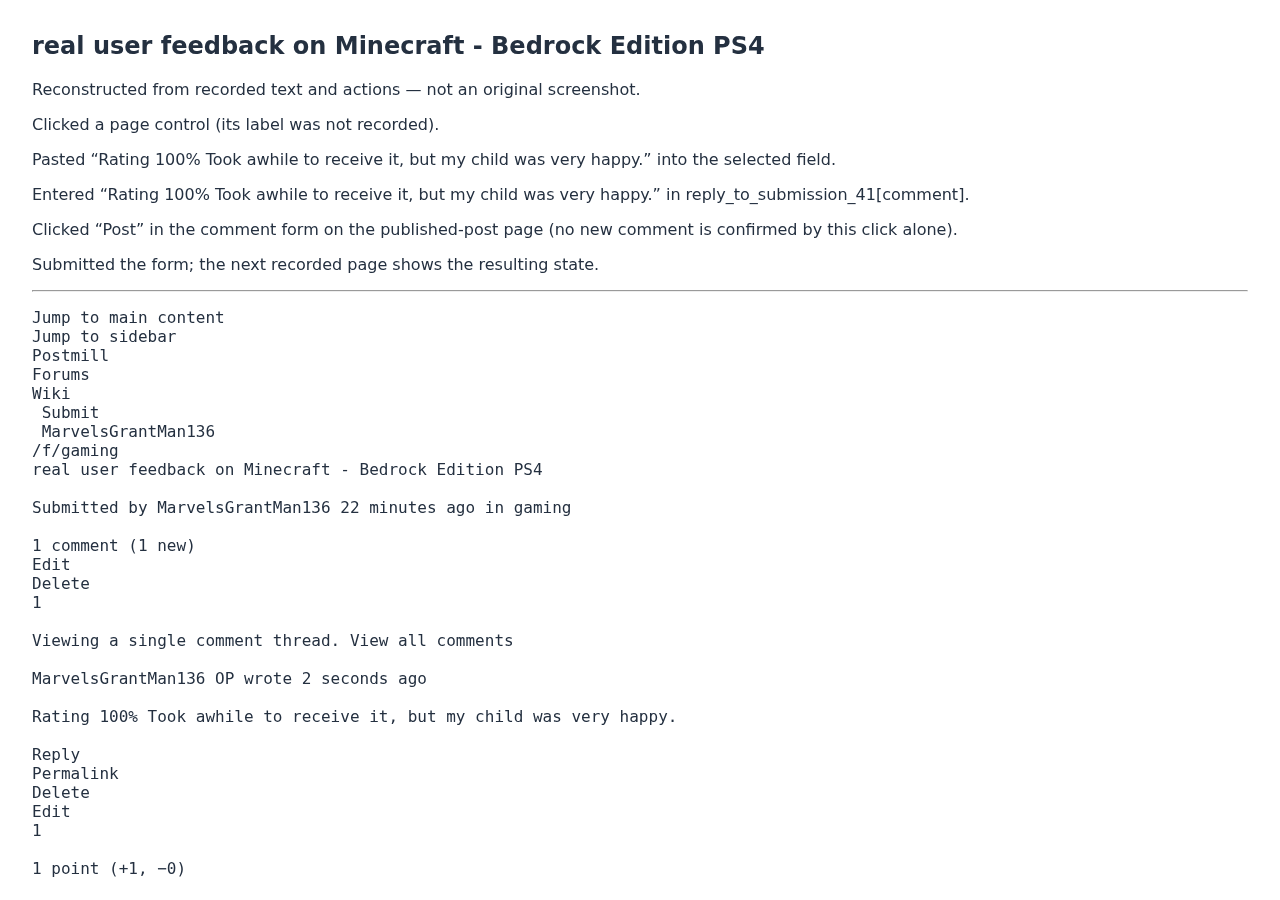 real user feedback on Minecraft - Bedrock Edition PS4
Reconstructed from recorded text and actions — not an original screenshot.
Clicked a page control (its label was not recorded).
Pasted “Rating 100% Took awhile to receive it, but my child was very happy.” into the selected field.
Entered “Rating 100% Took awhile to receive it, but my child was very happy.” in reply_to_submission_41[comment].
Clicked “Post” in the comment form on the published-post page (no new comment is confirmed by this click alone).
Submitted the form; the next recorded page shows the resulting state.
Jump to main content
Jump to sidebar
Postmill
Forums
Wiki
Submit
MarvelsGrantMan136
/f/gaming
real user feedback on Minecraft - Bedrock Edition PS4
Submitted by MarvelsGrantMan136 22 minutes ago in gaming
1 comment (1 new)
Edit
Delete
1
Viewing a single comment thread. View all comments
MarvelsGrantMan136 OP wrote 2 seconds ago
Rating 100% Took awhile to receive it, but my child was very happy.
Reply
Permalink
Delete
Edit
1
1 point (+1, −0)